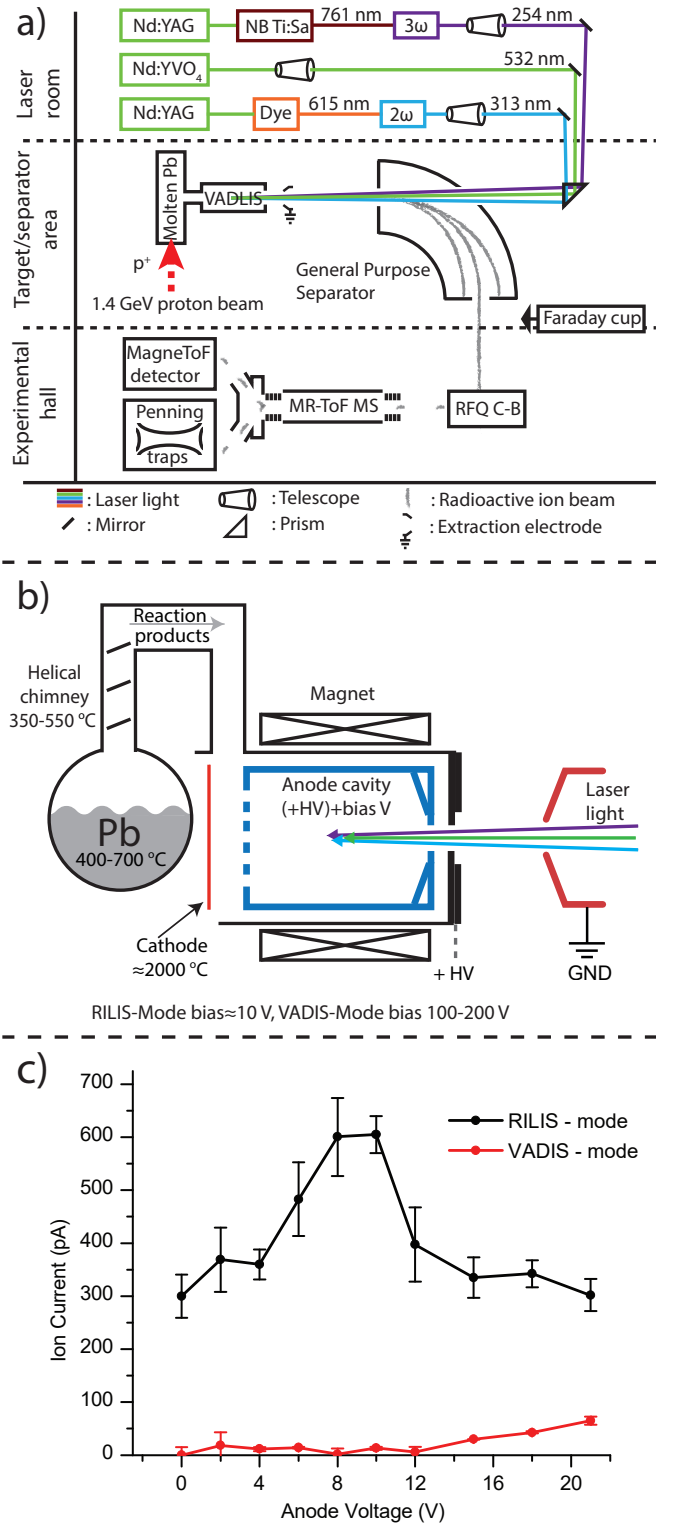 a)
Laser
room
Nd:YAG
NB Ti:Sa
761 nm
3ω
254 nm
Nd:YVO₄
532 nm
Nd:YAG
Dye
615 nm
2ω
313 nm
Target/separator
area
Molten Pb
VADLIS
p⁺
1.4 GeV proton beam
General Purpose
Separator
Faraday cup
Experimental
hall
MagneToF
detector
Penning
traps
MR-ToF MS
RFQ C-B
: Laser light
: Telescope
: Radioactive ion beam
: Mirror
: Prism
: Extraction electrode
b)
Reaction
products
Helical
chimney
350-550 °C
Magnet
Anode cavity
(+HV)+bias V
Laser
light
Pb
400-700 °C
Cathode
≈2000 °C
+ HV
GND
RILIS-Mode bias≈10 V, VADIS-Mode bias 100-200 V
c)
700
600
500
400
300
200
100
0
Ion Current (pA)
RILIS - mode
VADIS - mode
0
4
8
12
16
20
Anode Voltage (V)